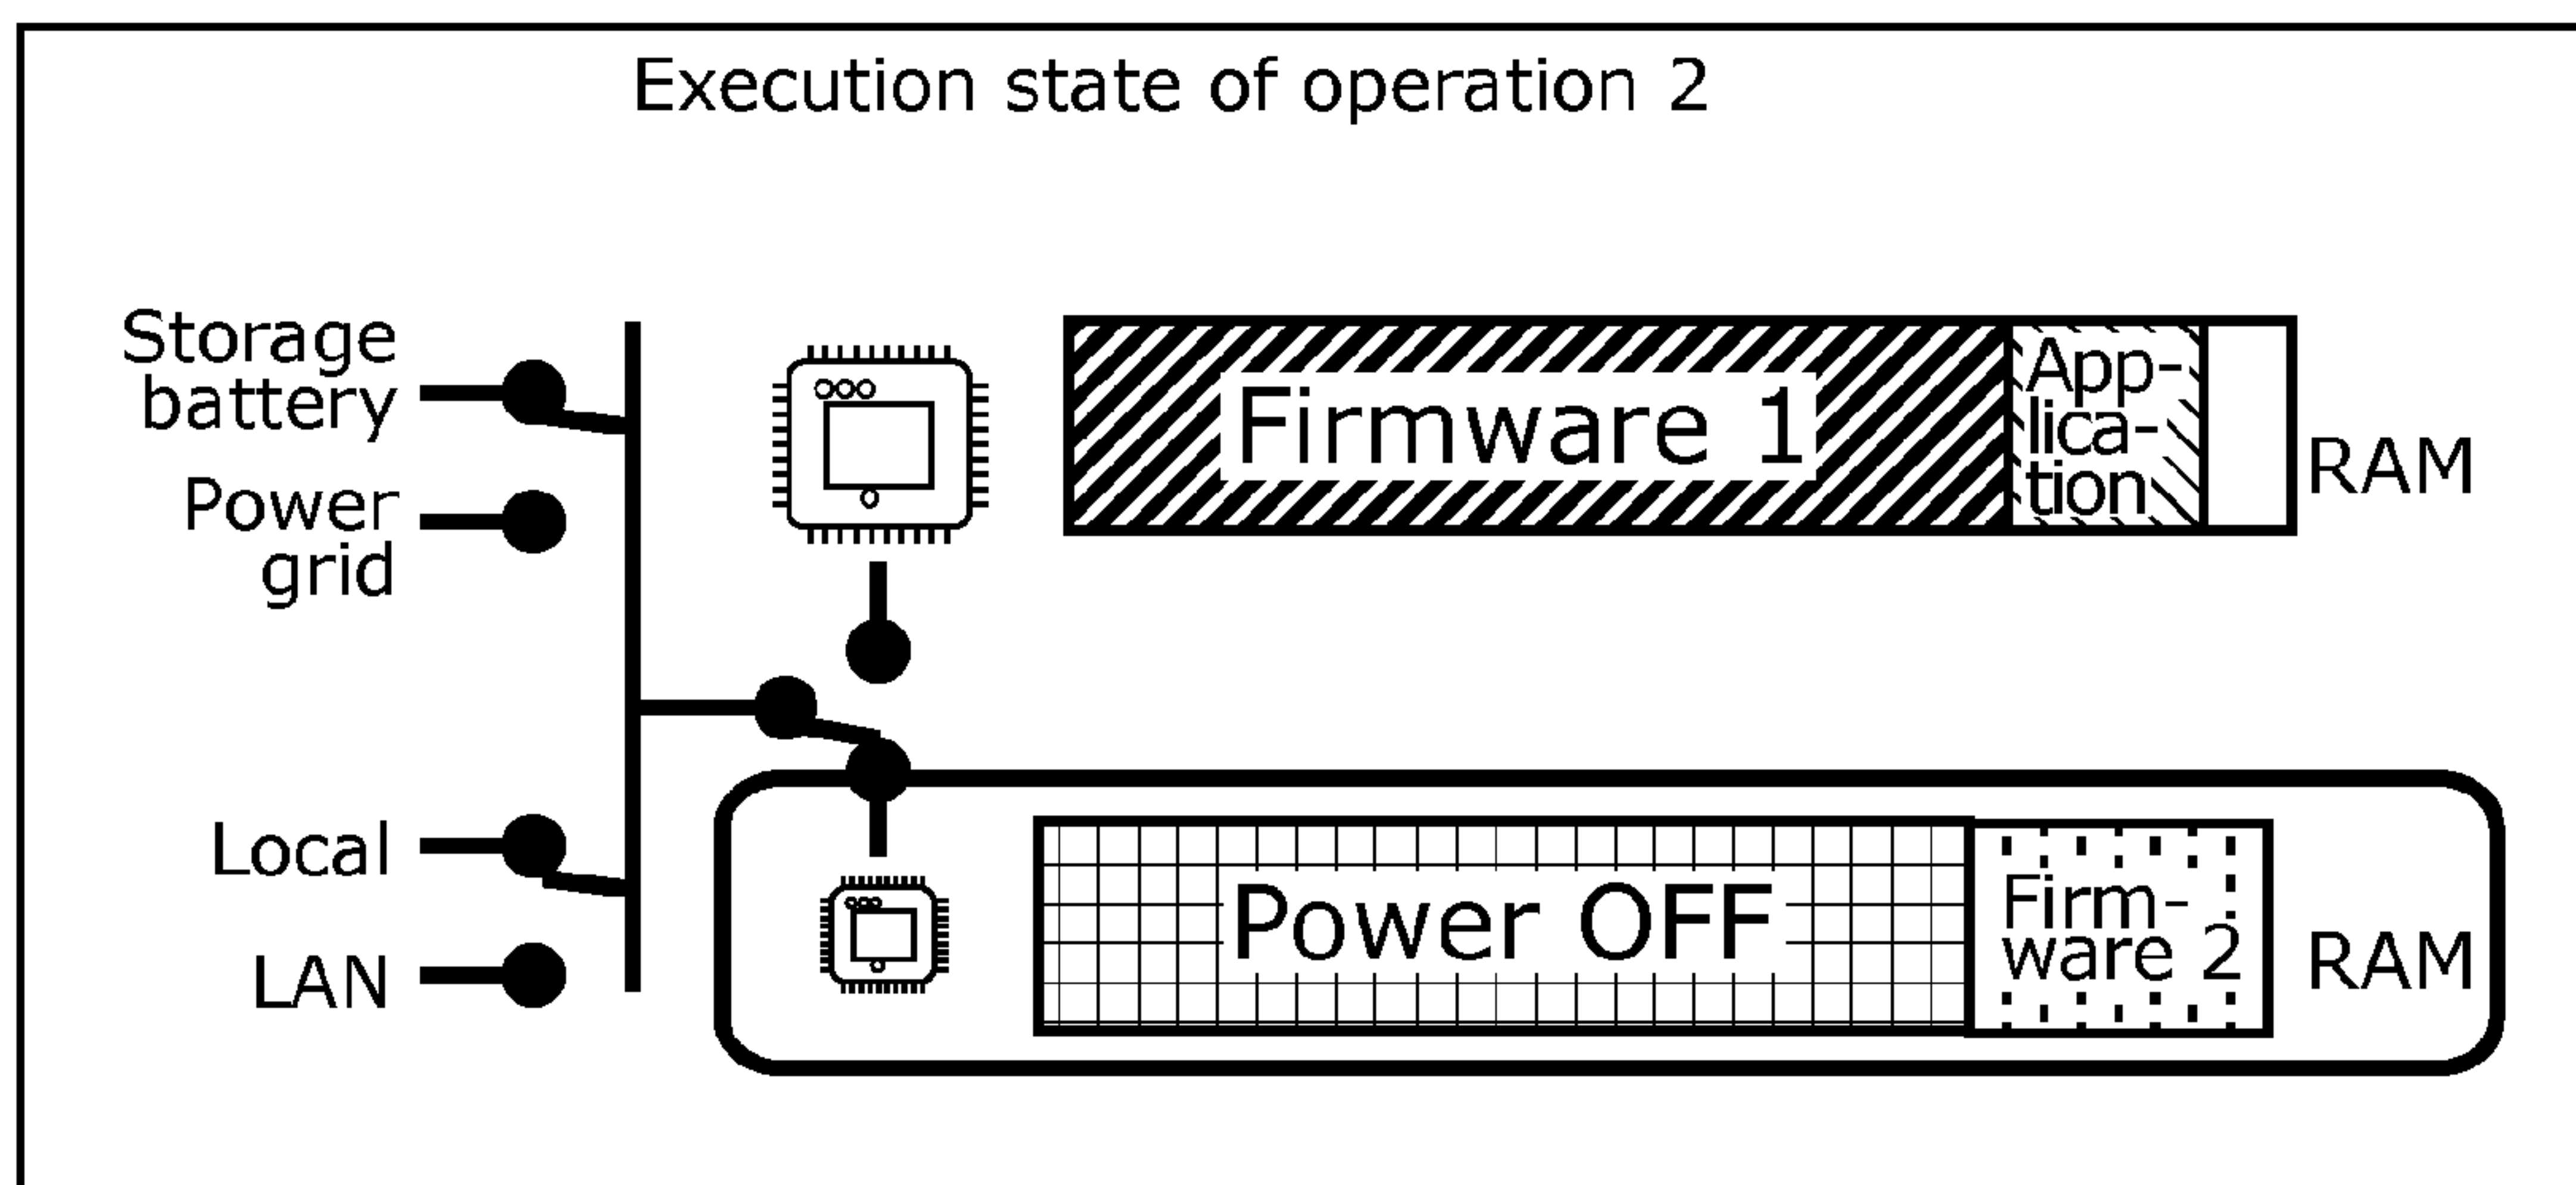 Execution state of operation 2
Storage
battery
Power
grid
Firmware 1
App-
lica-
tion
RAM
Local
LAN
Power OFF
Firm-
ware 2
RAM